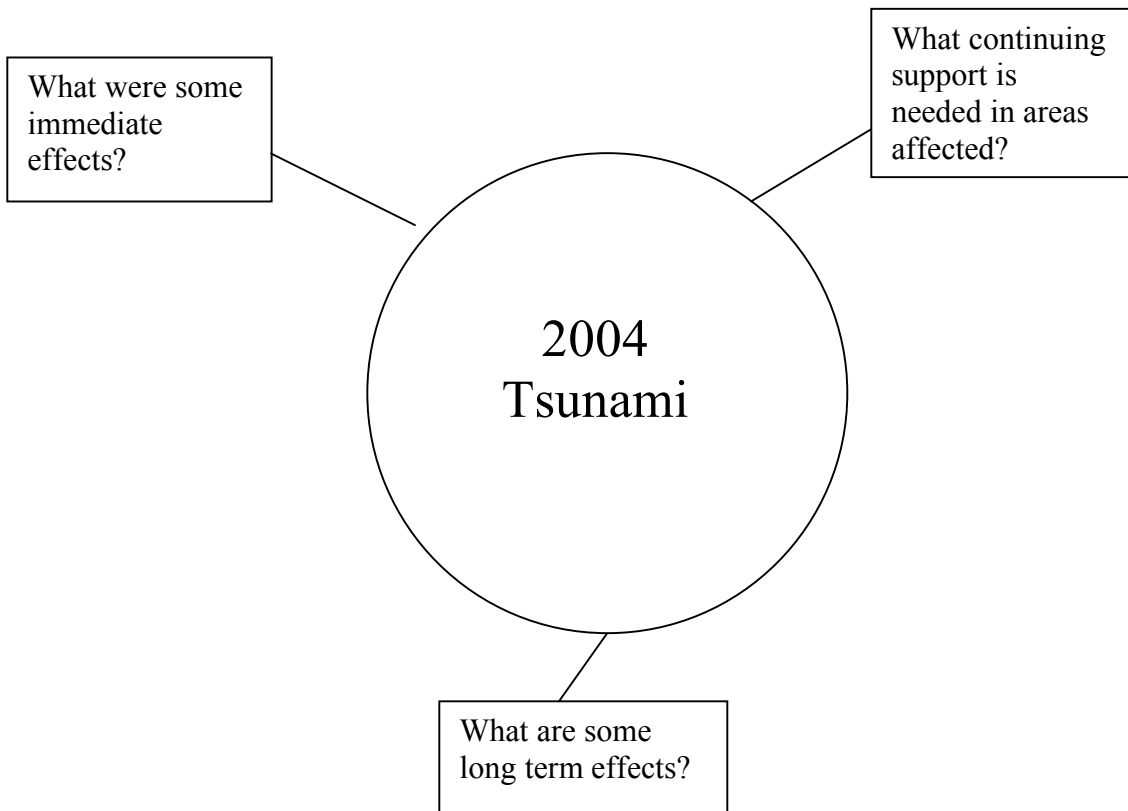 What were some
immediate
effects?
What continuing
support is
needed in areas
affected?
2004
Tsunami
What are some
long term effects?